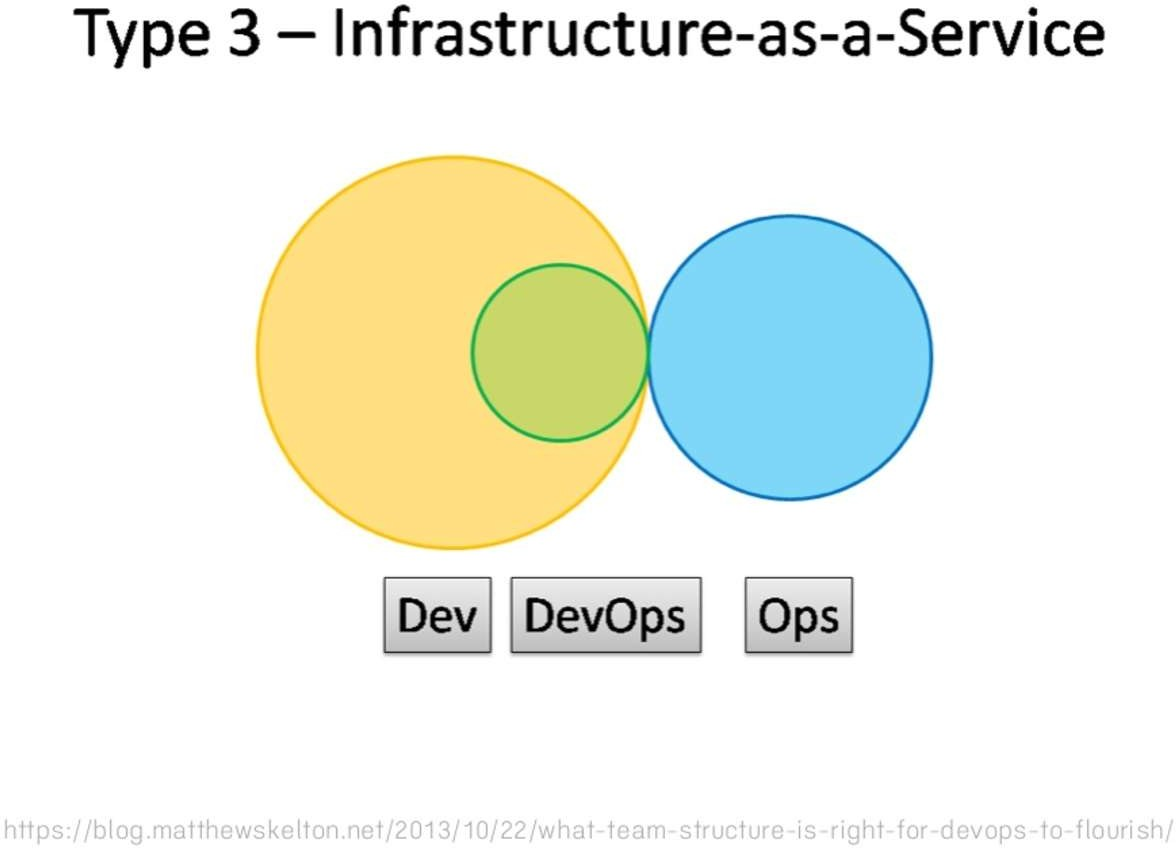 Type 3 – Infrastructure-as-a-Service
Dev DevOps Ops
https://blog.matthewskelton.net/2013/10/22/what-team-structure-is-right-for-devops-to-flourish/